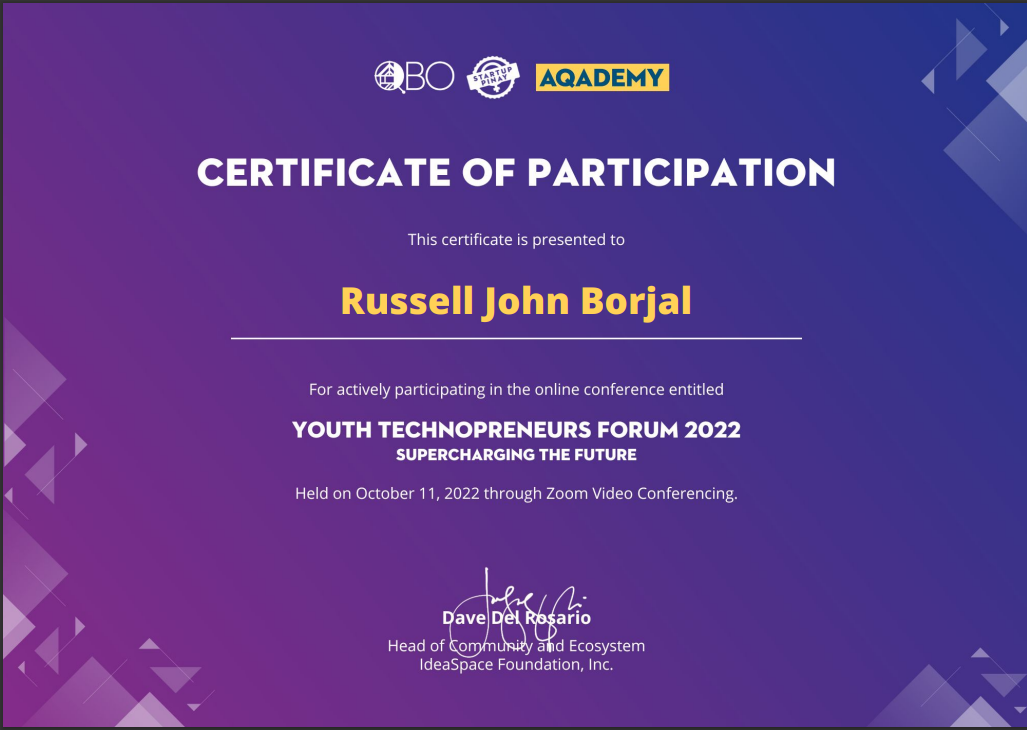 QBO STARTUP PINAY AQADEMY
CERTIFICATE OF PARTICIPATION
This certificate is presented to
Russell John Borjal
For actively participating in the online conference entitled
YOUTH TECHNOPRENEURS FORUM 2022
SUPERCHARGING THE FUTURE
Held on October 11, 2022 through Zoom Video Conferencing.
Dave Del Rosario
Head of Community and Ecosystem
IdeaSpace Foundation, Inc.